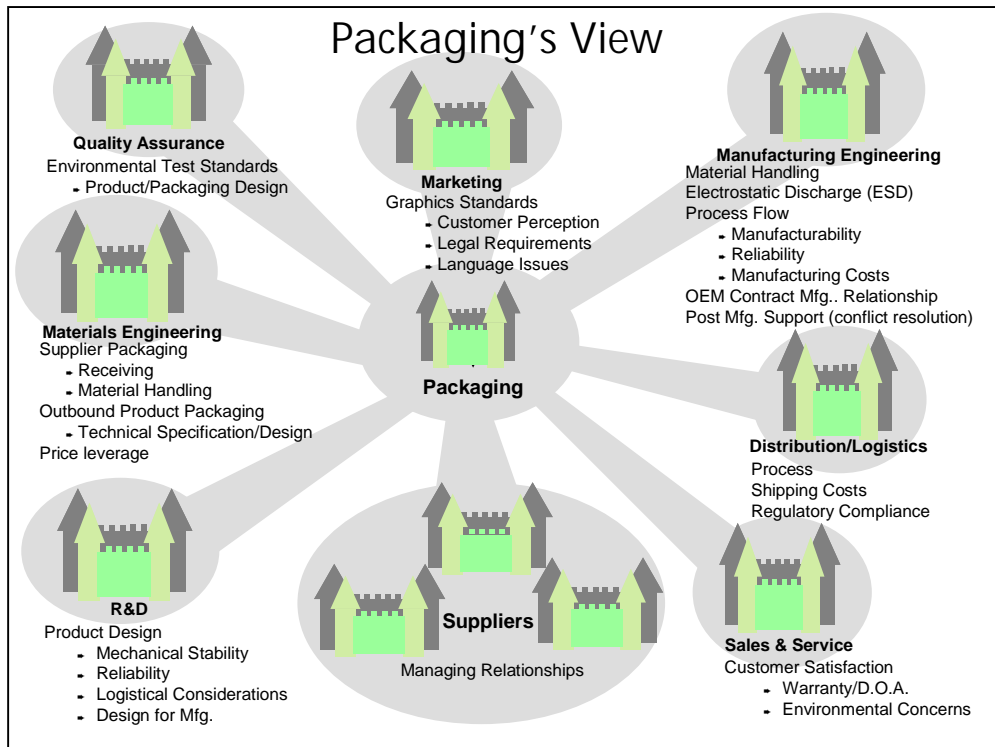 Packaging's View
Quality Assurance
Environmental Test Standards
Product/Packaging Design
Marketing
Graphics Standards
Customer Perception
Legal Requirements
Language Issues
Manufacturing Engineering
Material Handling
Electrostatic Discharge (ESD)
Process Flow
Manufacturability
Reliability
Manufacturing Costs
OEM Contract Mfg.. Relationship
Post Mfg. Support (conflict resolution)
Materials Engineering
Supplier Packaging
Receiving
Material Handling
Outbound Product Packaging
Technical Specification/Design
Price leverage
Packaging
Distribution/Logistics
Process
Shipping Costs
Regulatory Compliance
R&D
Product Design
Mechanical Stability
Reliability
Logistical Considerations
Design for Mfg.
Suppliers
Managing Relationships
Sales & Service
Customer Satisfaction
Warranty/D.O.A.
Environmental Concerns